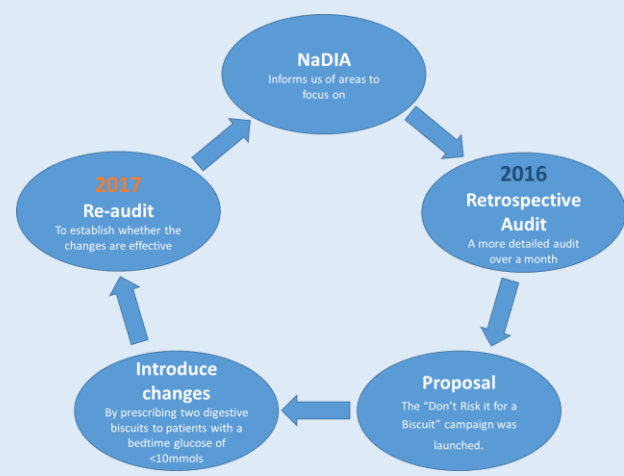 NaDIA
Informs us of areas to
focus on
2016
Retrospective
Audit
A more detailed audit
over a month
Proposal
The “Don’t Risk it for a
Biscuit” campaign was
launched.
Introduce
changes
By prescribing two digestive
biscuits to patients with a
bedtime glucose of
<10mmols
2017
Re-audit
To establish whether the
changes are effective